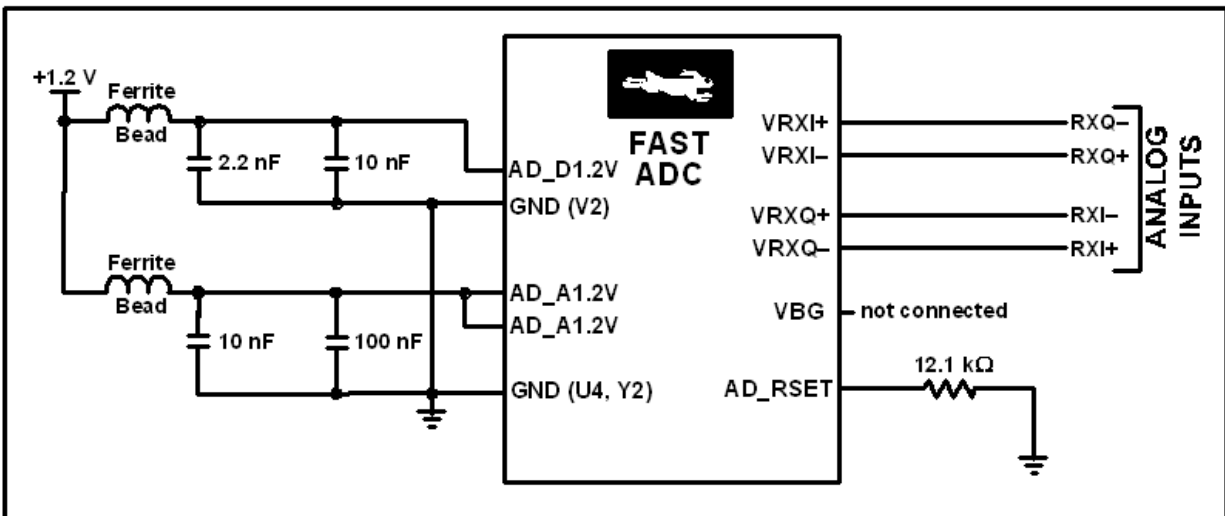 +1.2 V
Ferrite
Bead
2.2 nF
10 nF
AD_D1.2V
GND (V2)
Ferrite
Bead
10 nF
100 nF
AD_A1.2V
AD_A1.2V
GND (U4, Y2)
FAST
ADC
VRXI+
VRXI–
VRXQ+
VRXQ–
VBG
AD_RSET
RXQ–
RXQ+
RXI–
RXI+
ANALOG
INPUTS
not connected
12.1 kΩ